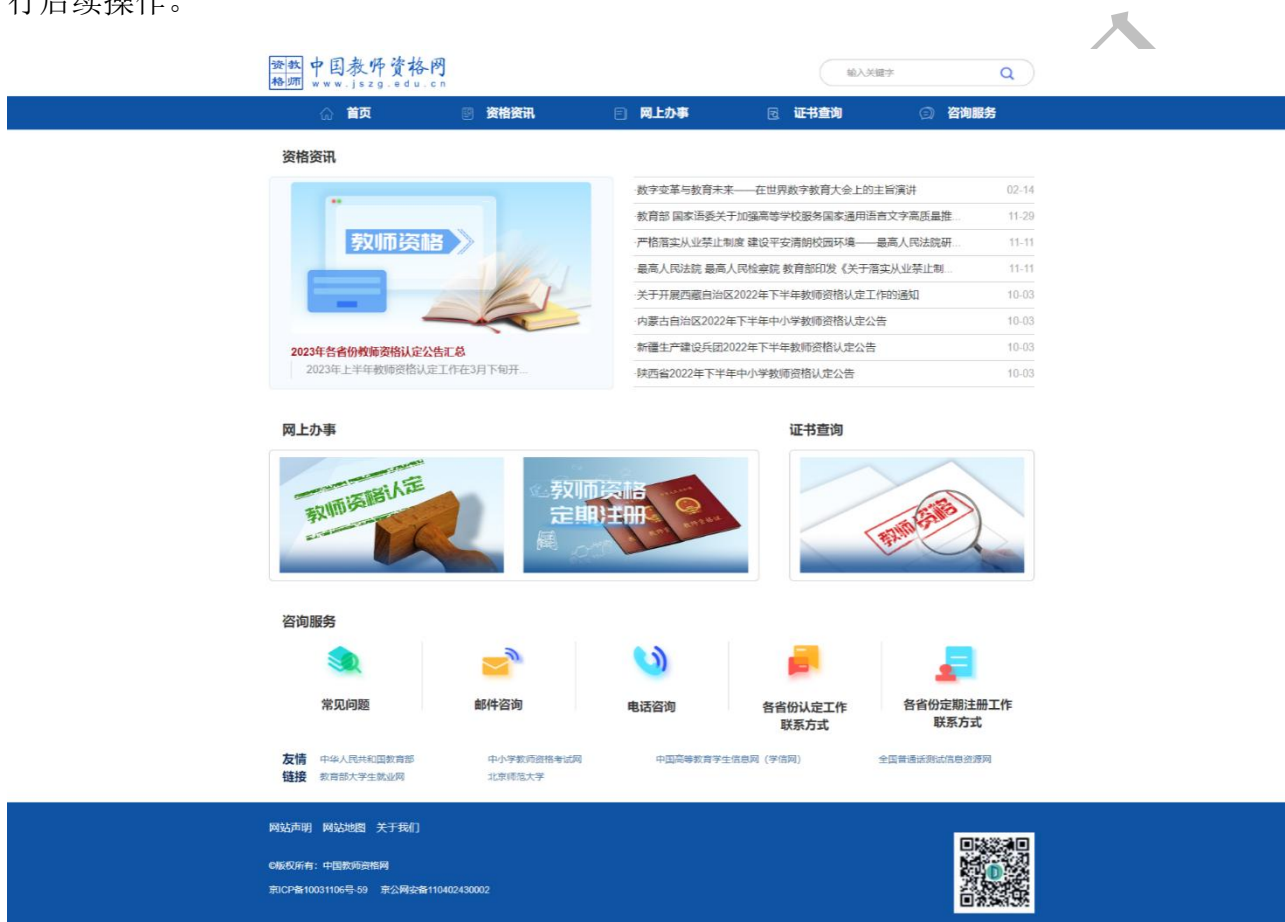 行后续操作。
资教
格师
中国教师资格网
www.jszg.edu.cn
输入关键字
首页 资格资讯 网上办事 证书查询 咨询服务
资格资讯
教师资格
2023年各省份教师资格认定公告汇总
2023年上半年教师资格认定工作在3月下旬开...
·数字变革与教育未来——在世界数字教育大会上的主旨演讲 02-14
·教育部 国家语委关于加强高等学校服务国家通用语言文字高质量推... 11-29
·严格落实从业禁止制度 建设平安清朗校园环境——最高人民法院研... 11-11
·最高人民法院 最高人民检察院 教育部印发《关于落实从业禁止制... 11-11
·关于开展西藏自治区2022年下半年教师资格认定工作的通知 10-03
·内蒙古自治区2022年下半年中小学教师资格认定公告 10-03
·新疆生产建设兵团2022年下半年教师资格认定公告 10-03
·陕西省2022年下半年中小学教师资格认定公告 10-03
网上办事
证书查询
教师资格认定
教师资格
定期注册
教师资格
咨询服务
常见问题
邮件咨询
电话咨询
各省份认定工作
联系方式
各省份定期注册工作
联系方式
友情
链接
中华人民共和国教育部 中小学教师资格考试网 中国高等教育学生信息网（学信网） 全国普通话测试信息资源网
教育部大学生就业网 北京师范大学
网站声明 网站地图 关于我们
©版权所有：中国教师资格网
京ICP备10031106号-59 京公网安备110402430002